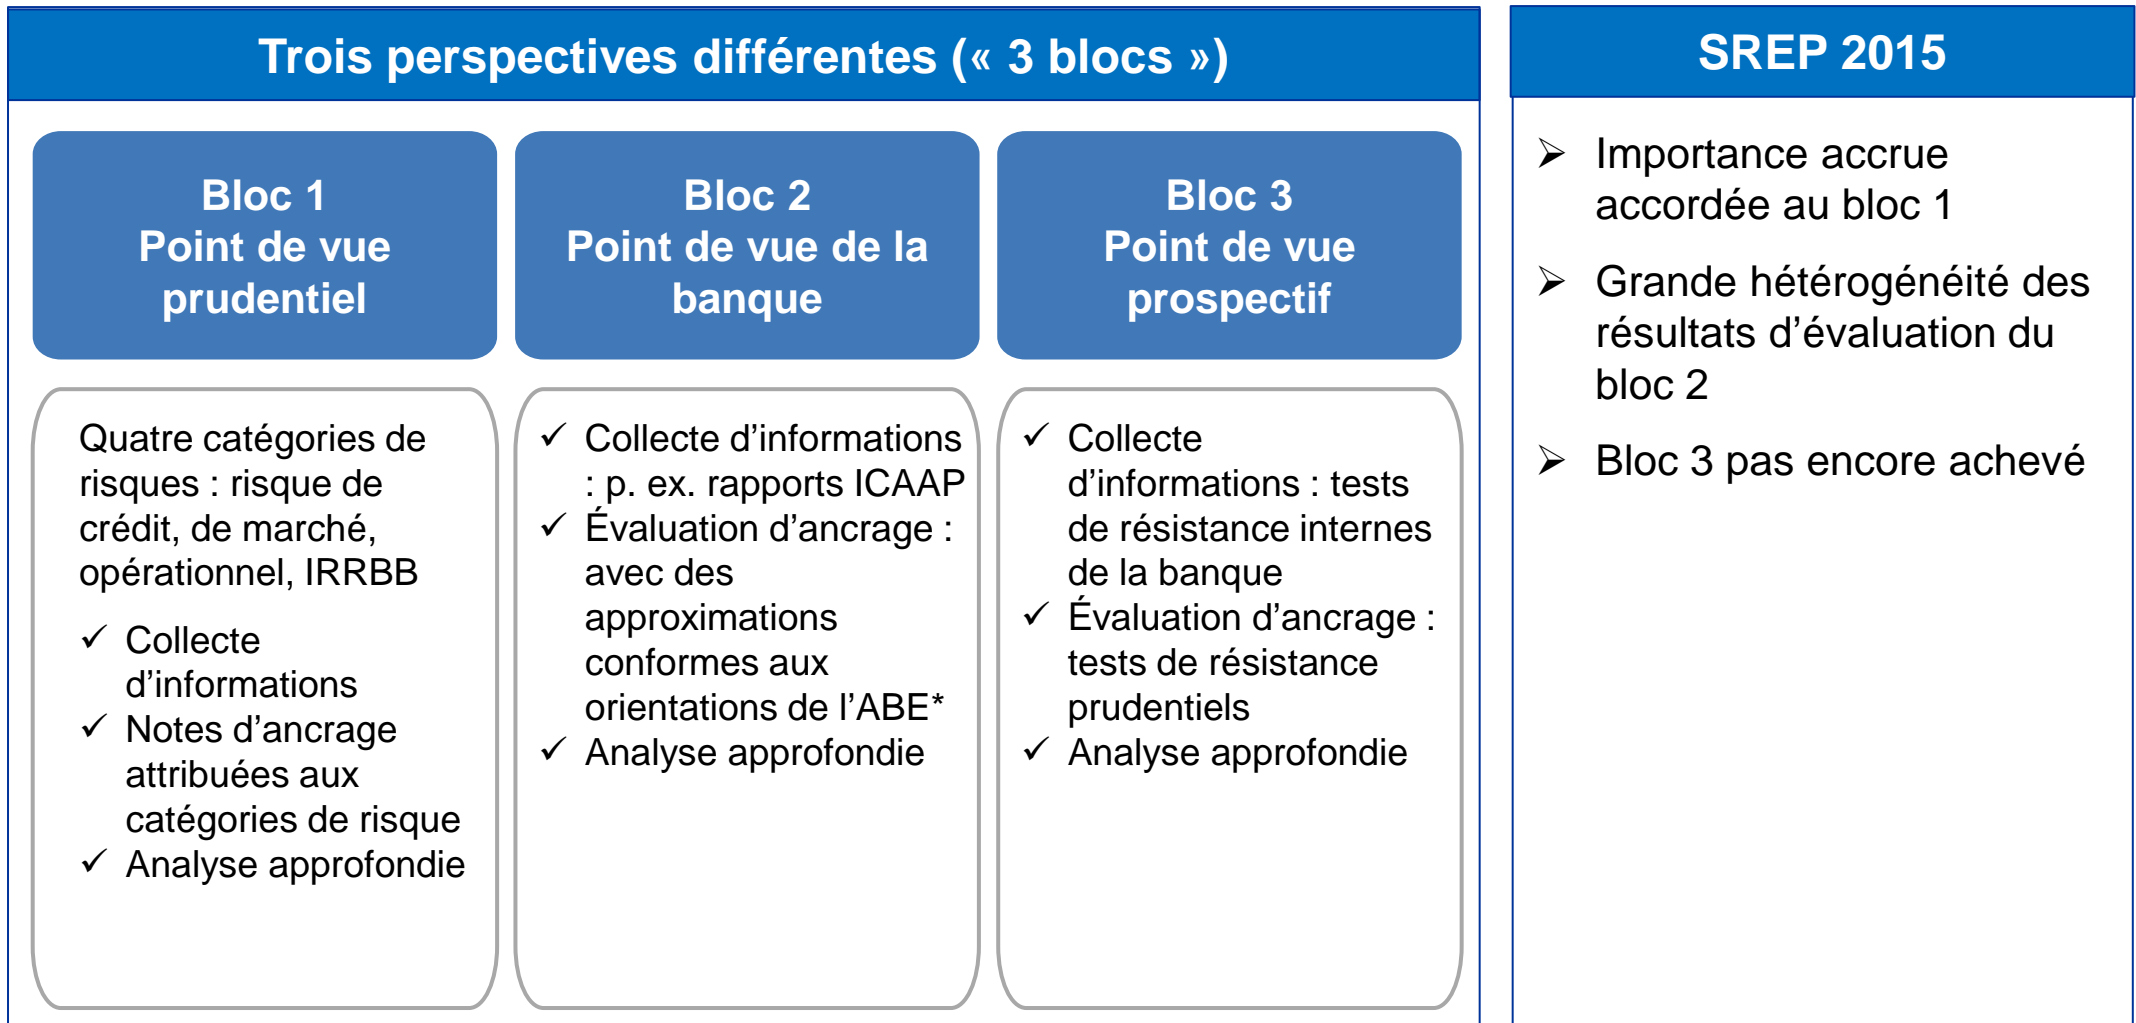 Trois perspectives différentes (« 3 blocs »)
Bloc 1
Point de vue
prudentiel
Quatre catégories de
risques : risque de
crédit, de marché,
opérationnel, IRRBB
✓ Collecte
d’informations
✓ Notes d’ancrage
attribuées aux
catégories de risque
✓ Analyse approfondie
Bloc 2
Point de vue de la
banque
✓ Collecte d’informations
: p. ex. rapports ICAAP
✓ Évaluation d’ancrage :
avec des
approximations
conformes aux
orientations de l’ABE*
✓ Analyse approfondie
Bloc 3
Point de vue
prospectif
✓ Collecte
d’informations : tests
de résistance internes
de la banque
✓ Évaluation d’ancrage :
tests de résistance
prudentiels
✓ Analyse approfondie
SREP 2015
➢ Importance accrue
accordée au bloc 1
➢ Grande hétérogénéité des
résultats d’évaluation du
bloc 2
➢ Bloc 3 pas encore achevé